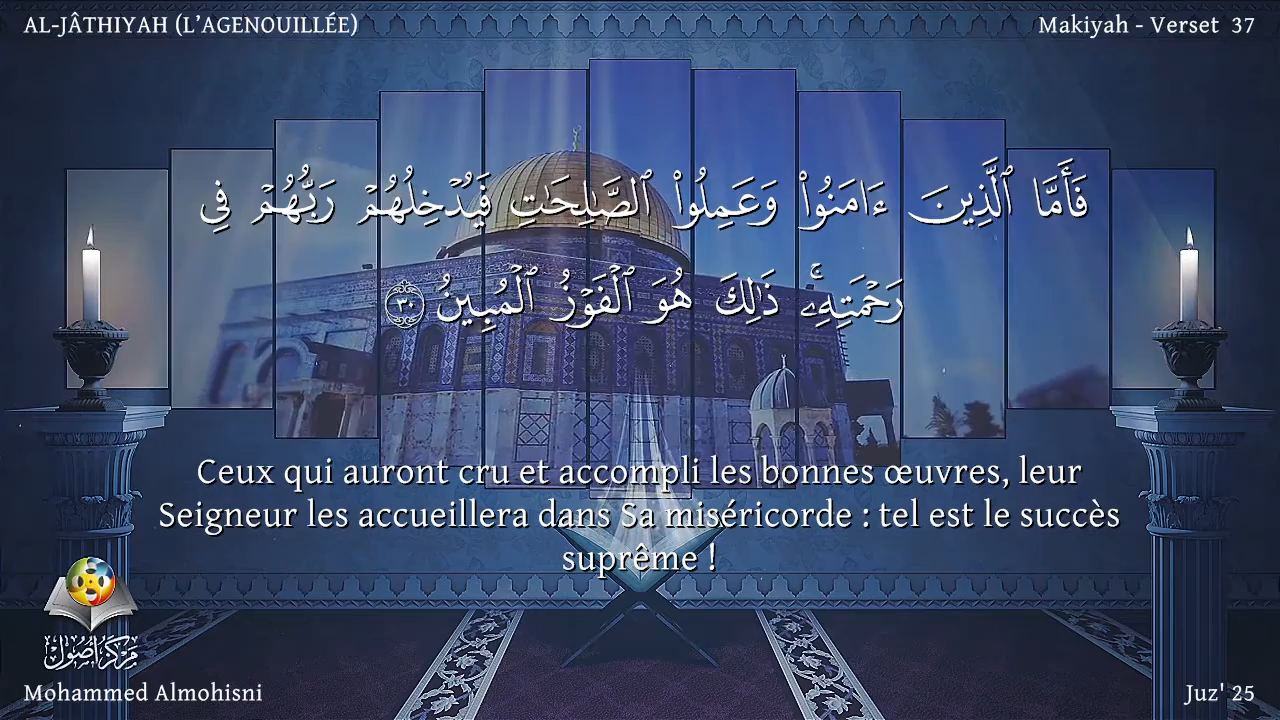 AL-JÂTHIYAH (L’AGENOUILLÉE)
Makiyah - Verset 37
فَأَمَّا ٱلَّذِينَ ءَامَنُوا۟ وَعَمِلُوا۟ ٱلصَّـٰلِحَـٰتِ فَيُدْخِلُهُمْ رَبُّهُمْ فِى
رَحْمَتِهِۦ ۚ ذَٰلِكَ هُوَ ٱلْفَوْزُ ٱلْمُبِينُ ٣٠
Ceux qui auront cru et accompli les bonnes œuvres, leur
Seigneur les accueillera dans Sa miséricorde : tel est le succès
suprême !
مركز أصول
Mohammed Almohisni
Juz' 25